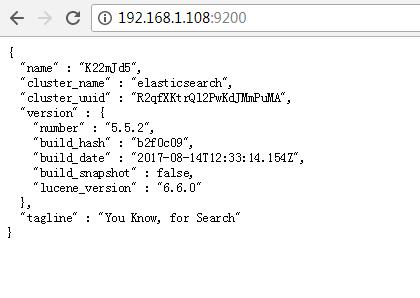 192.168.1.108:9200
{
  "name" : "K22mJd5",
  "cluster_name" : "elasticsearch",
  "cluster_uuid" : "R2qfXKtrQl2PwKdJMmPuMA",
  "version" : {
    "number" : "5.5.2",
    "build_hash" : "b2f0c09",
    "build_date" : "2017-08-14T12:33:14.154Z",
    "build_snapshot" : false,
    "lucene_version" : "6.6.0"
  },
  "tagline" : "You Know, for Search"
}